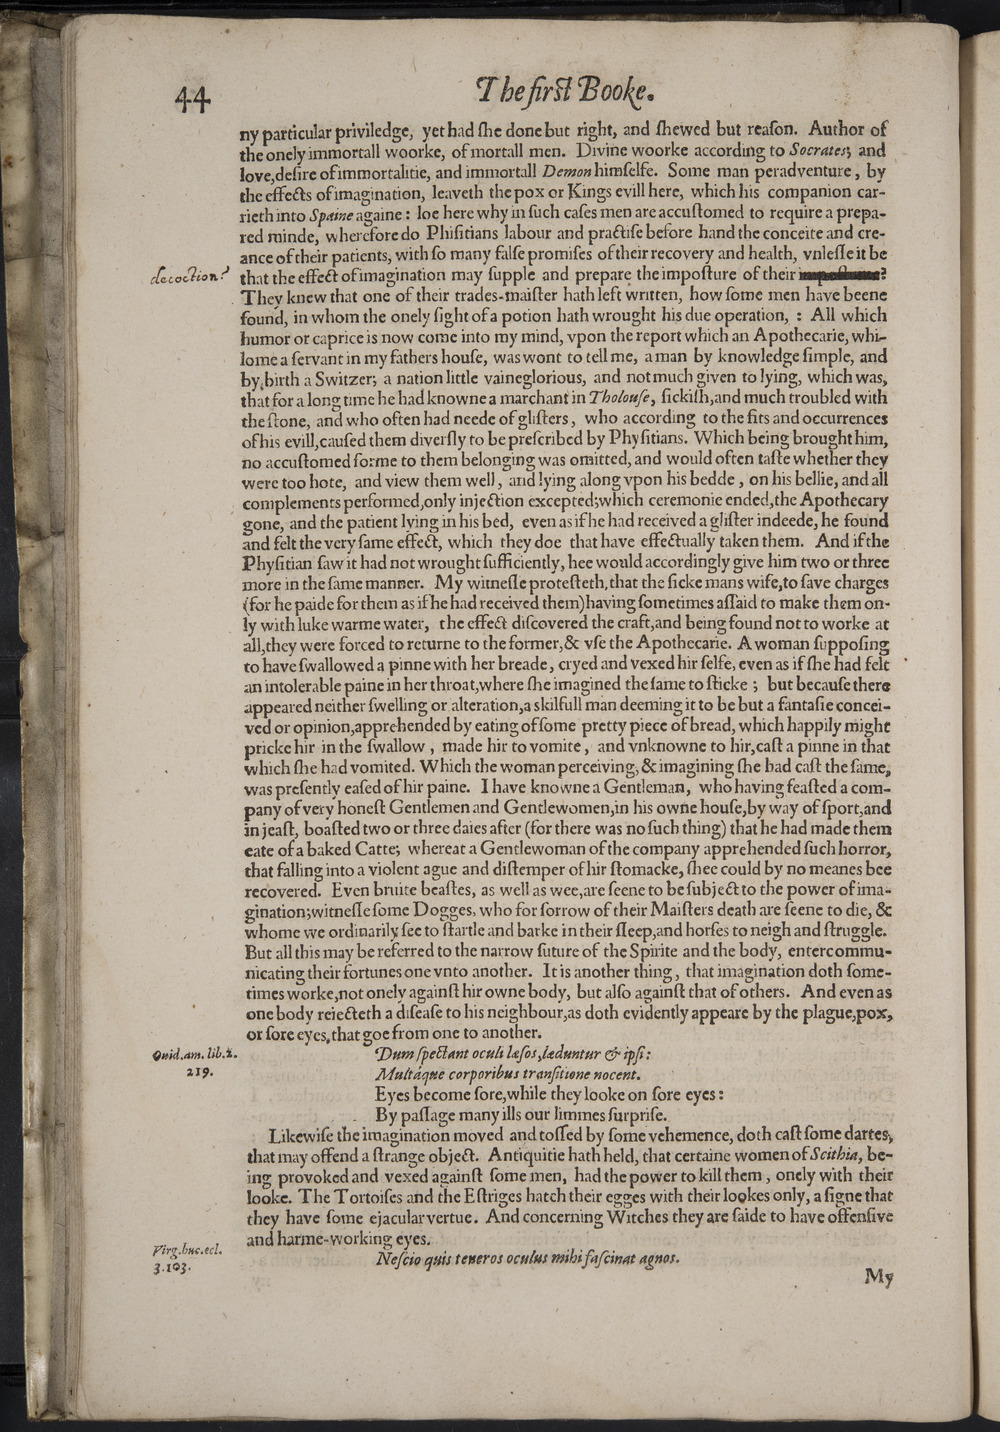 44
The firſt Booke.
ny particular priviledge, yet had ſhe done but right, and ſhewed but reaſon. Author of
the onely immortall woorke, of mortall men. Divine woorke according to Socrates; and
love, deſire of immortalitie, and immortall Demon himſelfe. Some man peradventure, by
the effects of imagination, leaveth the pox or Kings evill here, which his companion car-
rieth into Spaine againe: loe here why in ſuch caſes men are accuſtomed to require a prepa-
red minde, wherefore do Phiſitians labour and practiſe before hand the conceite and cre-
ance of their patients, with ſo many falſe promiſes of their recovery and health, vnleſſe it be
decoction?
that the effect of imagination may ſupple and prepare the impoſture of their
They knew that one of their trades-maiſter hath left written, how ſome men have beene
found, in whom the onely ſight of a potion hath wrought his due operation, : All which
humor or caprice is now come into my mind, vpon the report which an Apothecarie, whi-
lome a ſervant in my fathers houſe, was wont to tell me, a man by knowledge ſimple, and
by birth a Switzer; a nation little vaineglorious, and not much given to lying, which was,
that for a long time he had knowne a marchant in Tholouſe, ſickiſh, and much troubled with
the ſtone, and who often had neede of gliſters, who according to the fits and occurrences
of his evill, cauſed them diverſly to be preſcribed by Phyſitians. Which being brought him,
no accuſtomed forme to them belonging was omitted, and would often taſte whether they
were too hote, and view them well, and lying along vpon his bedde, on his bellie, and all
complements performed, only injection excepted; which ceremonie ended, the Apothecary
gone, and the patient lying in his bed, even as if he had received a gliſter indeede, he found
and felt the very ſame effect, which they doe that have effectually taken them. And if the
Phyſitian ſaw it had not wrought ſufficiently, hee would accordingly give him two or three
more in the ſame manner. My witneſſe proteſteth, that the ſicke mans wife, to ſave charges
(for he paide for them as if he had received them) having ſometimes aſſaid to make them on-
ly with luke warme water, the effect diſcovered the craft, and being found not to worke at
all, they were forced to returne to the former, & vſe the Apothecarie. A woman ſuppoſing
to have ſwallowed a pinne with her breade, cryed and vexed hir ſelfe, even as if ſhe had felt
an intolerable paine in her throat, where ſhe imagined the ſame to ſticke; but becauſe there
appeared neither ſwelling or alteration, a skilfull man deeming it to be but a fantaſie concei-
ved or opinion, apprehended by eating of ſome pretty piece of bread, which happily might
pricke hir in the ſwallow, made hir to vomite, and vnknowne to hir, caſt a pinne in that
which ſhe had vomited. Which the woman perceiving, & imagining ſhe had caſt the ſame,
was preſently eaſed of hir paine. I have knowne a Gentleman, who having feaſted a com-
pany of very honeſt Gentlemen and Gentlewomen, in his owne houſe, by way of ſport, and
in jeaſt, boaſted two or three daies after (for there was no ſuch thing) that he had made them
eate of a baked Catte; whereat a Gentlewoman of the company apprehended ſuch horror,
that falling into a violent ague and diſtemper of hir ſtomacke, ſhee could by no meanes bee
recovered. Even bruite beaſtes, as well as wee, are ſeene to be ſubject to the power of ima-
gination; witneſſe ſome Dogges, who for ſorrow of their Maiſters death are ſeene to die, &
whome we ordinarily ſee to ſtartle and barke in their ſleep, and horſes to neigh and ſtruggle.
But all this may be referred to the narrow ſuture of the Spirite and the body, entercommu-
nicating their fortunes one vnto another. It is another thing, that imagination doth ſome-
times worke, not onely againſt hir owne body, but alſo againſt that of others. And even as
one body reiecteth a diſeaſe to his neighbour, as doth evidently appeare by the plague, pox,
or ſore eyes, that goe from one to another.
Ovid. am. lib. 2.
219.
Dum ſpectant oculi læſos, læduntur & ipſi:
Multáque corporibus tranſitione nocent.
Eyes become ſore, while they looke on ſore eyes:
By paſſage many ills our limmes ſurpriſe.
Likewiſe the imagination moved and toſſed by ſome vehemence, doth caſt ſome dartes,
that may offend a ſtrange object. Antiquitie hath held, that certaine women of Scithia, be-
ing provoked and vexed againſt ſome men, had the power to kill them, onely with their
looke. The Tortoiſes and the Eſtriges hatch their egges with their lookes only, a ſigne that
they have ſome ejacular vertue. And concerning Witches they are ſaide to have offenſive
and harme-working eyes.
Virg. buc. ecl.
3. 103.
Neſcio quis teneros oculus mihi faſcinat agnos.
My